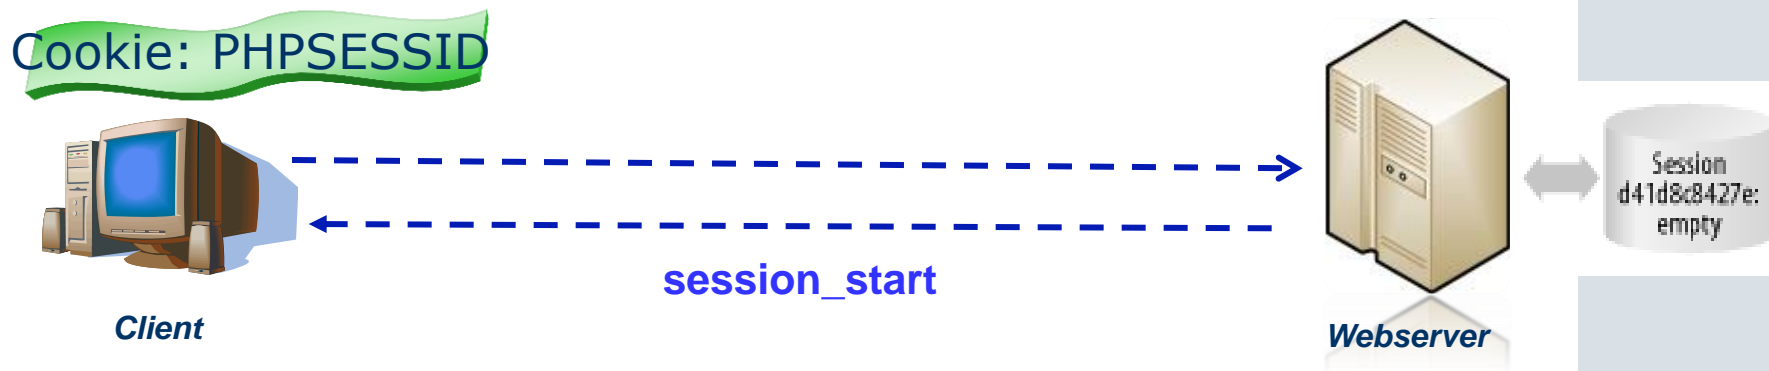 Cookie: PHPSESSID
Session
d41d8c8427e:
empty
session_start
Client
Webserver